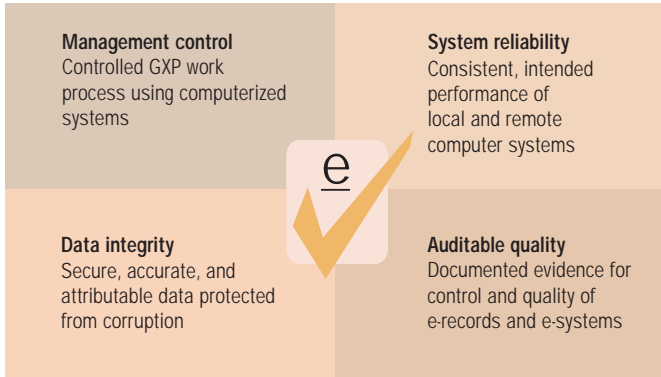 Management control
Controlled GXP work
process using computerized
systems
System reliability
Consistent, intended
performance of
local and remote
computer systems
e
Data integrity
Secure, accurate, and
attributable data protected
from corruption
Auditable quality
Documented evidence for
control and quality of
e-records and e-systems